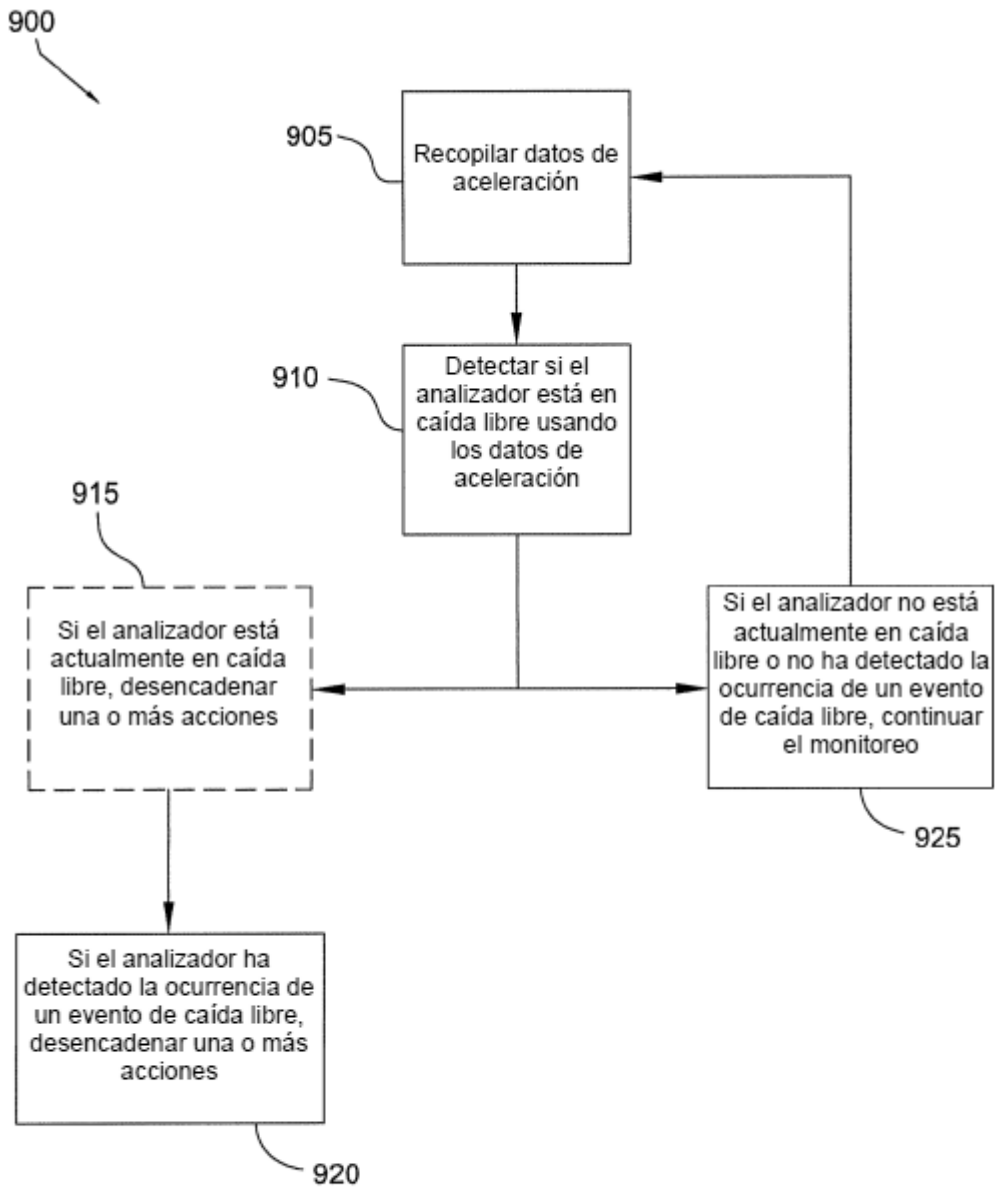 900
905
Recopilar datos de
aceleración
910
Detectar si el
analizador está en
caída libre usando
los datos de
aceleración
915
Si el analizador está
actualmente en caída
libre, desencadenar
una o más acciones
Si el analizador no está
actualmente en caída
libre o no ha detectado la
ocurrencia de un evento
de caída libre, continuar
el monitoreo
925
Si el analizador ha
detectado la ocurrencia de
un evento de caída libre,
desencadenar una o más
acciones
920